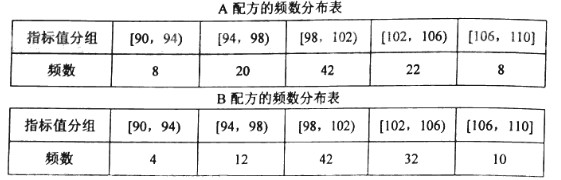 A 配方的频数分布表
指标值分组 [90, 94) [94, 98) [98, 102) [102, 106) [106, 110]
频数 8 20 42 22 8
B 配方的频数分布表
指标值分组 [90, 94) [94, 98) [98, 102) [102, 106) [106, 110]
频数 4 12 42 32 10